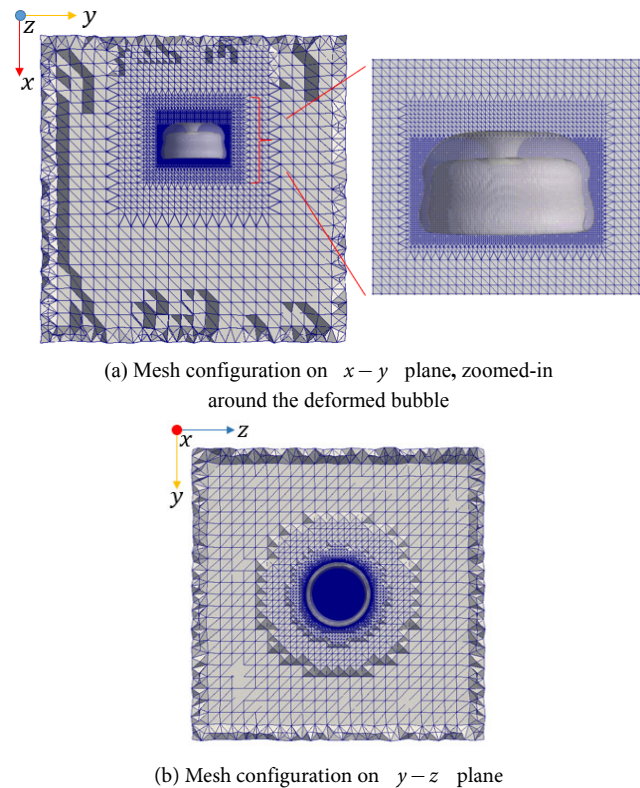 z
y
x
(a) Mesh configuration on x – y plane, zoomed-in
around the deformed bubble
x
z
y
(b) Mesh configuration on y – z plane